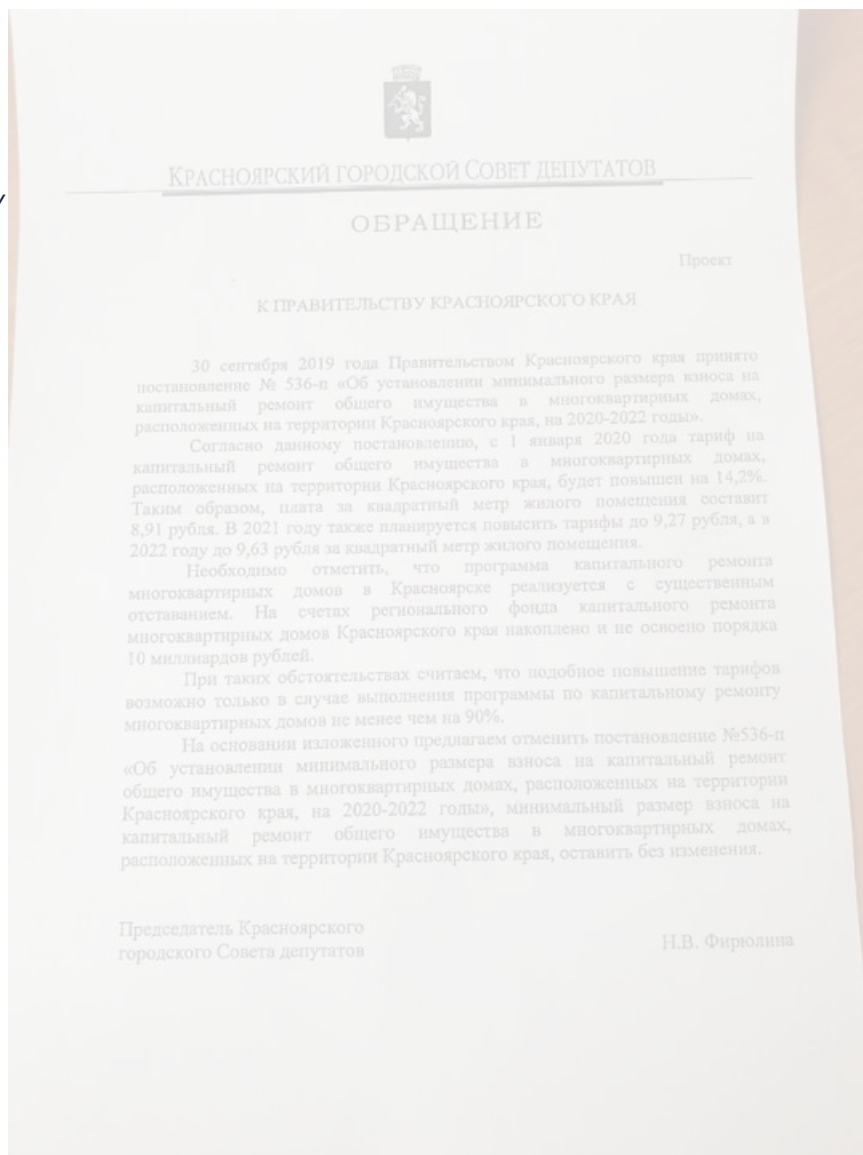 КРАСНОЯРСКИЙ ГОРОДСКОЙ СОВЕТ ДЕПУТАТОВ
ОБРАЩЕНИЕ
Проект
К ПРАВИТЕЛЬСТВУ КРАСНОЯРСКОГО КРАЯ
30 сентября 2019 года Правительством Красноярского края принято
постановление № 536-п «Об установлении минимального размера взноса на
капитальный ремонт общего имущества в многоквартирных домах,
расположенных на территории Красноярского края, на 2020-2022 годы».
Согласно данному постановлению, с 1 января 2020 года тариф на
капитальный ремонт общего имущества в многоквартирных домах,
расположенных на территории Красноярского края, будет повышен на 14,2%.
Таким образом, плата за квадратный метр жилого помещения составит
8,91 рубля. В 2021 году также планируется повысить тарифы до 9,27 рубля, а в
2022 году до 9,63 рубля за квадратный метр жилого помещения.
Необходимо отметить, что программа капитального ремонта
многоквартирных домов в Красноярске реализуется с существенным
отставанием. На счетах регионального фонда капитального ремонта
многоквартирных домов Красноярского края накоплено и не освоено порядка
10 миллиардов рублей.
При таких обстоятельствах считаем, что подобное повышение тарифов
возможно только в случае выполнения программы по капитальному ремонту
многоквартирных домов не менее чем на 90%.
На основании изложенного предлагаем отменить постановление №536-п
«Об установлении минимального размера взноса на капитальный ремонт
общего имущества в многоквартирных домах, расположенных на территории
Красноярского края, на 2020-2022 годы», минимальный размер взноса на
капитальный ремонт общего имущества в многоквартирных домах,
расположенных на территории Красноярского края, оставить без изменения.
Председатель Красноярского
городского Совета депутатов
Н.В. Фирюлина